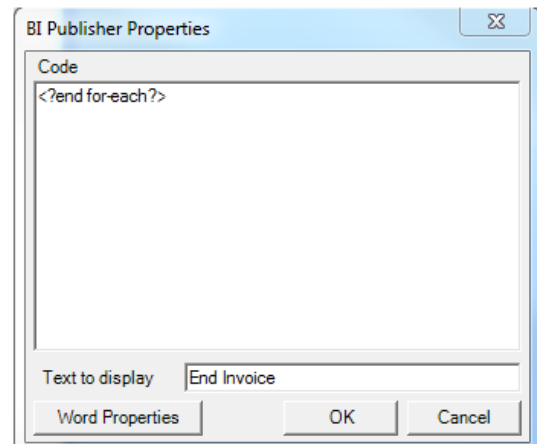 BI Publisher Properties
Code
<?end for-each?>
Text to display End Invoice
Word Properties OK Cancel